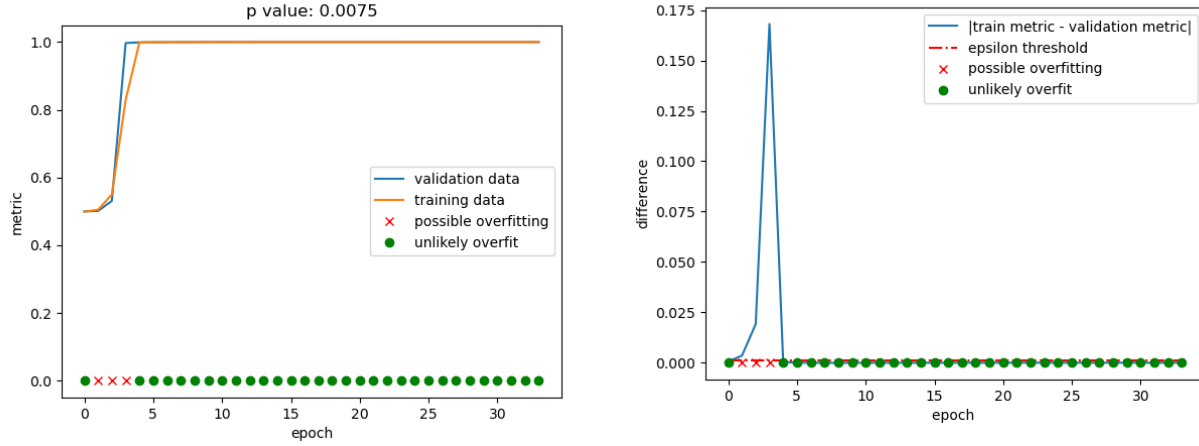 p value: 0.0075
1.0
0.8
0.6
0.4
0.2
0.0
metric
validation data
training data
possible overfitting
unlikely overfit
0
5
10
15
20
25
30
epoch
0.175
0.150
0.125
0.100
0.075
0.050
0.025
0.000
difference
|train metric - validation metric|
epsilon threshold
possible overfitting
unlikely overfit
0
5
10
15
20
25
30
epoch